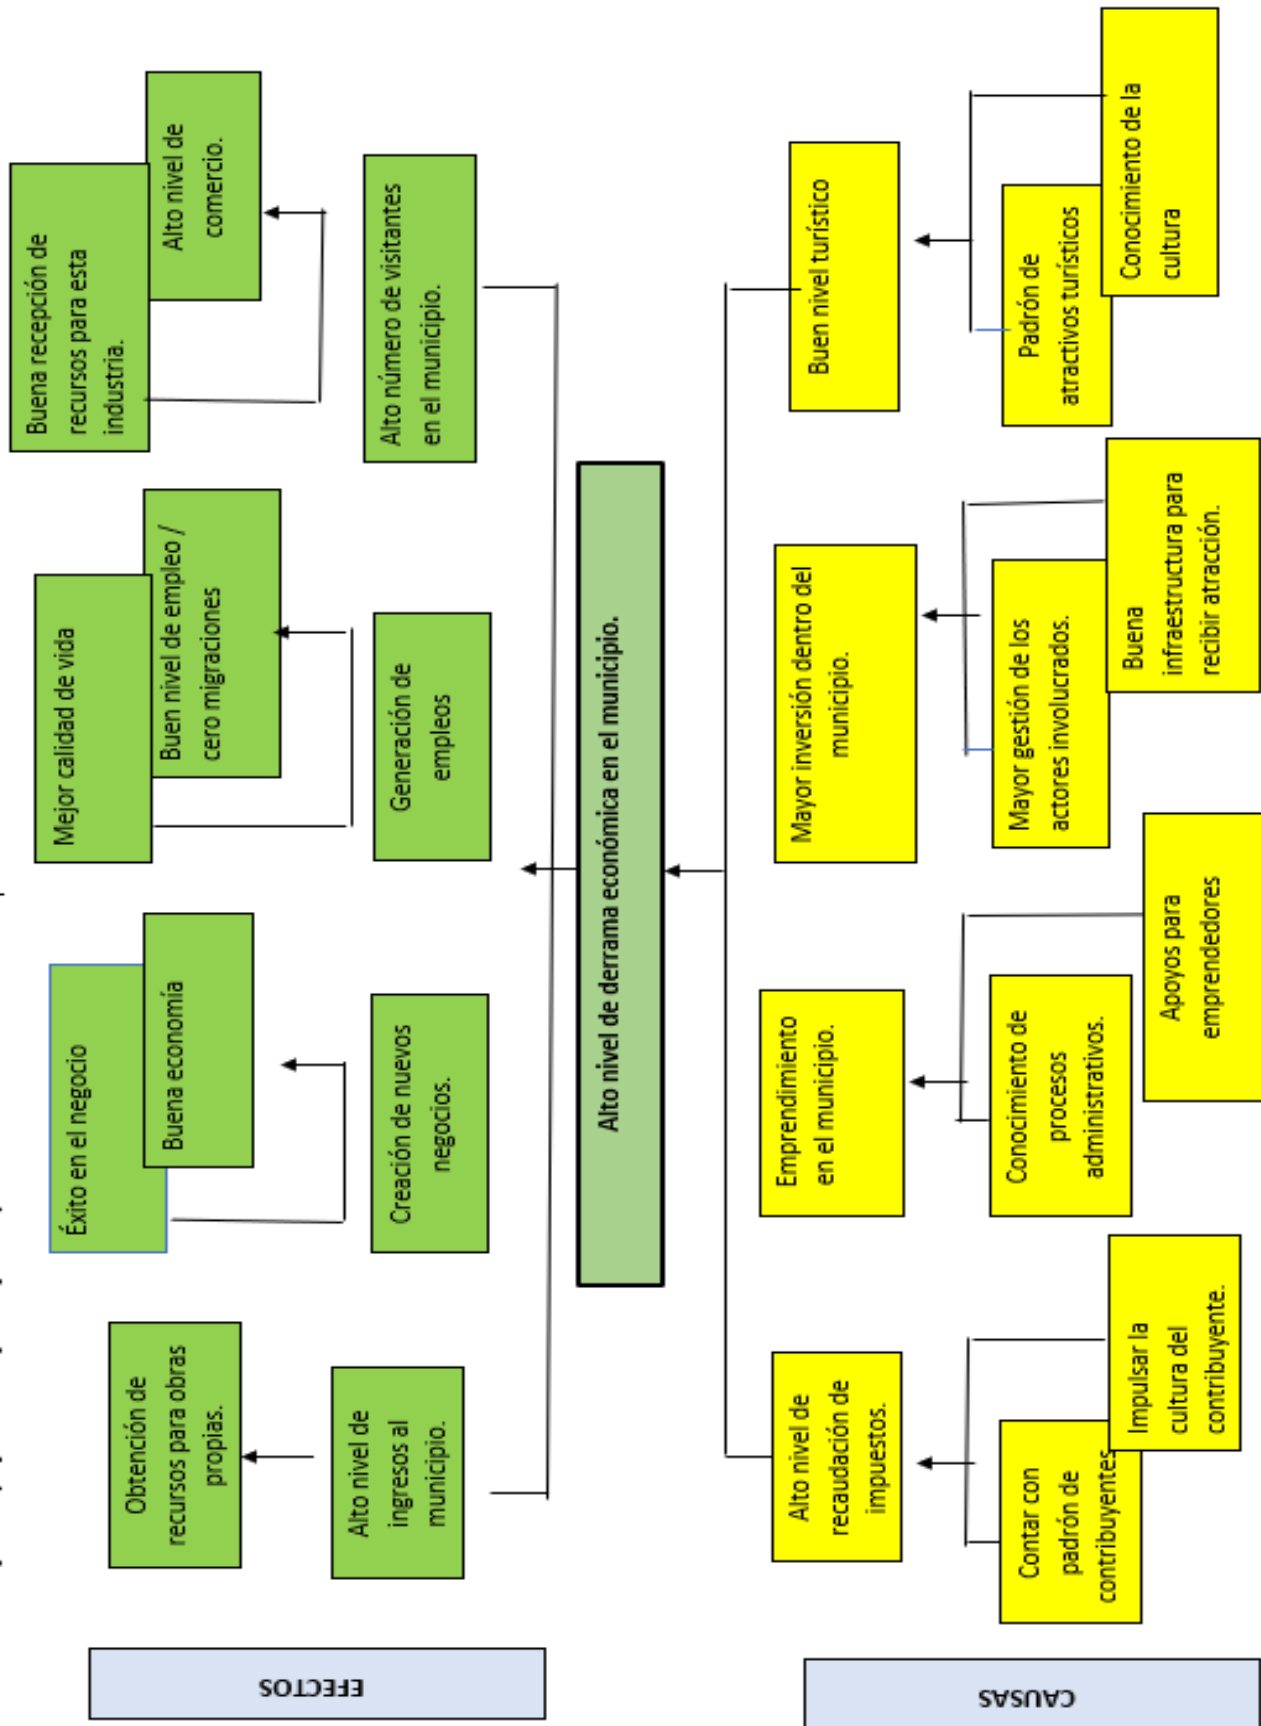 EFECTOS
Obtención de
recursos para obras
propias.
Éxito en el negocio
Buena economía
Mejor calidad de vida
Buen nivel de empleo /
cero migraciones
Buena recepción de
recursos para esta
industria.
Alto nivel de
comercio.
Alto nivel de
ingresos al
municipio.
Creación de nuevos
negocios.
Generación de
empleos
Alto número de visitantes
en el municipio.
Alto nivel de derrama económica en el municipio.
CAUSAS
Alto nivel de
recaudación de
impuestos.
Emprendimiento
en el municipio.
Mayor inversión dentro del
municipio.
Buen nivel turístico
Contar con
padrón de
contribuyentes
Impulsar la
cultura del
contribuyente.
Conocimiento de
procesos
administrativos.
Apoyos para
emprendedores
Mayor gestión de los
actores involucrados.
Buena
infraestructura para
recibir atracción.
Padrón de
atractivos turísticos
Conocimiento de la
cultura